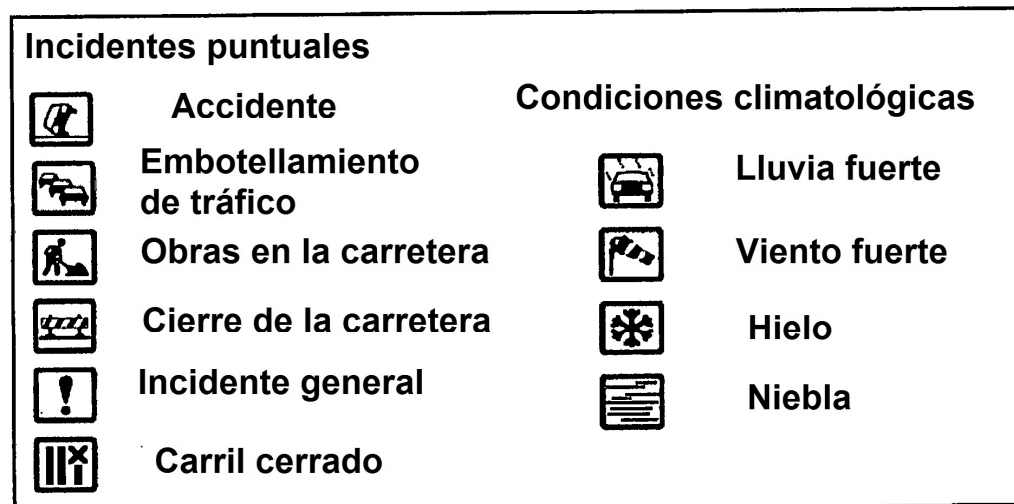 Incidentes puntuales
Accidente
Embotellamiento
de tráfico
Obras en la carretera
Cierre de la carretera
Incidente general
Carril cerrado
Condiciones climatológicas
Lluvia fuerte
Viento fuerte
Hielo
Niebla